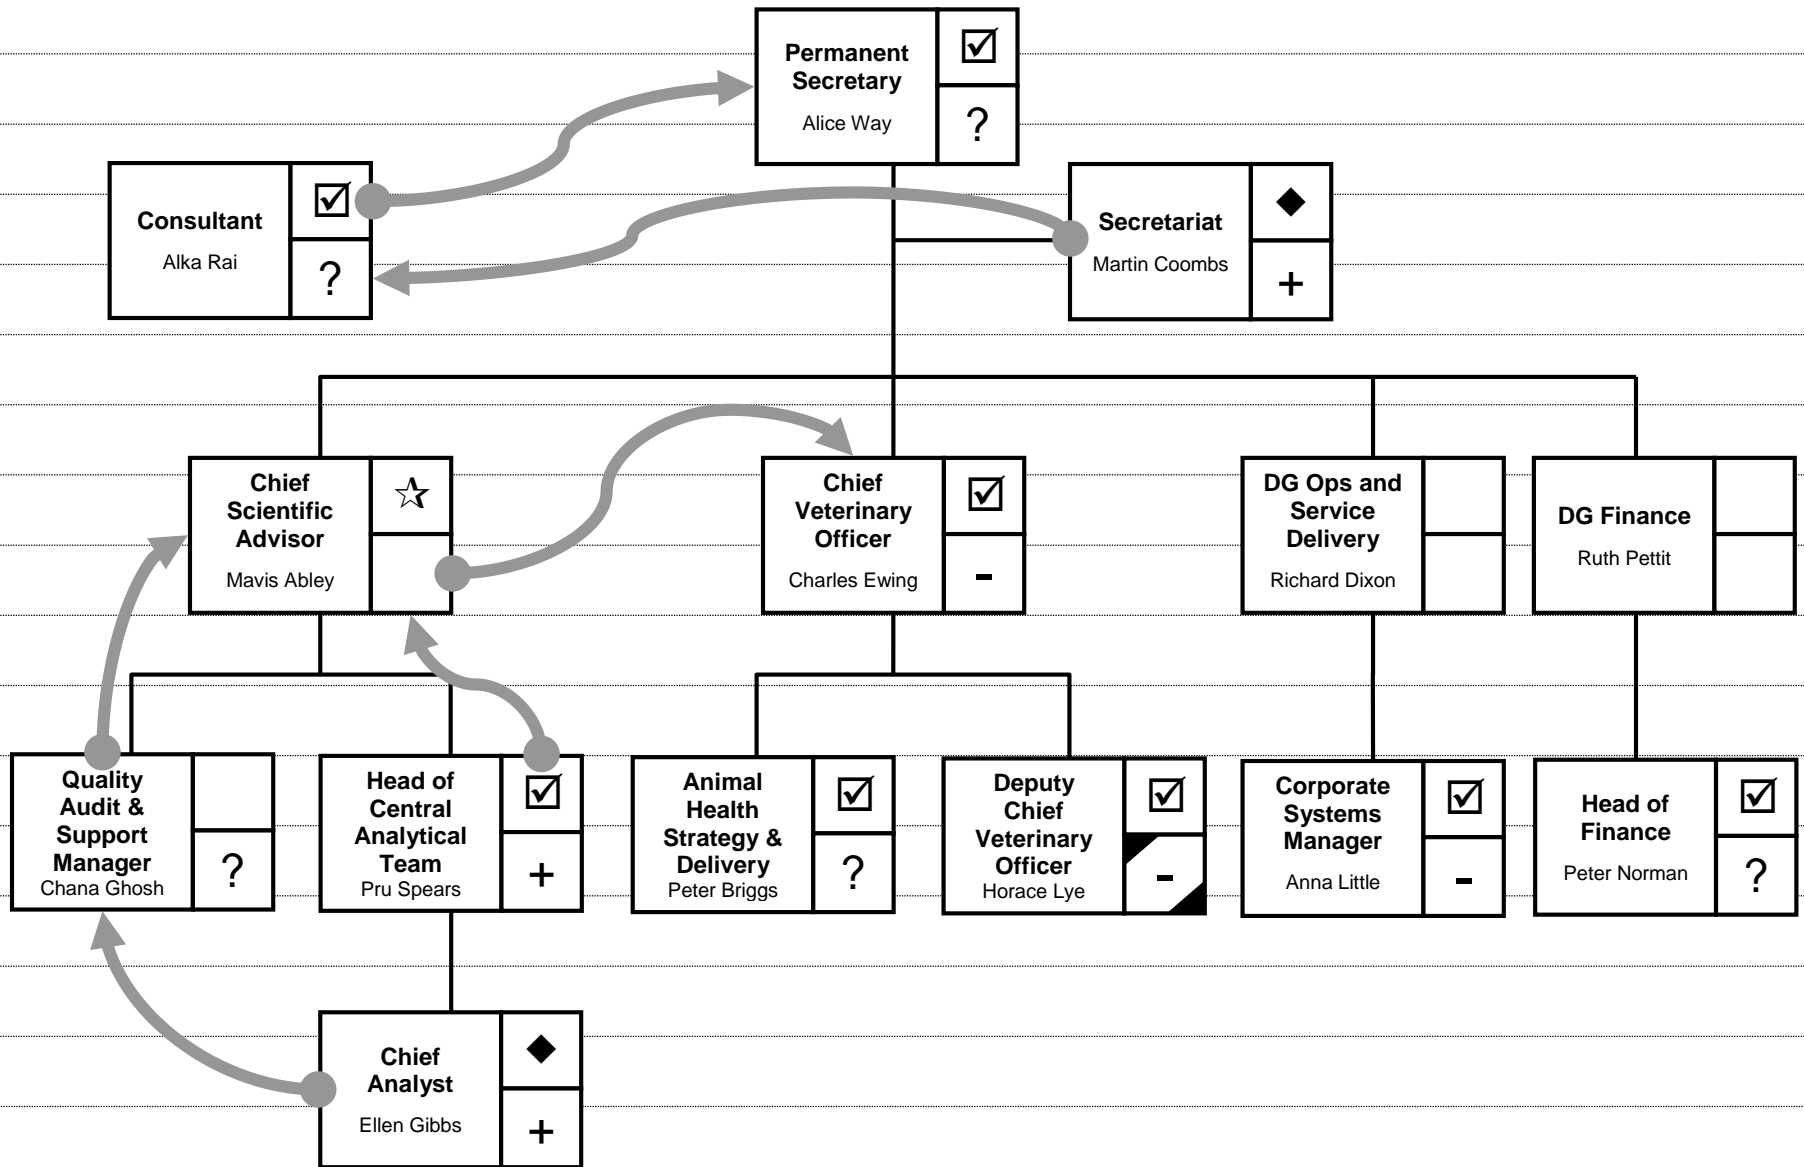 Permanent
Secretary
Alice Way
?
Consultant
Alka Rai
?
Secretariat
Martin Coombs
+
Chief
Scientific
Advisor
Mavis Abley
Chief
Veterinary
Officer
Charles Ewing
-
DG Ops and
Service
Delivery
Richard Dixon
DG Finance
Ruth Pettit
Quality
Audit &
Support
Manager
Chana Ghosh
?
Head of
Central
Analytical
Team
Pru Spears
+
Animal
Health
Strategy &
Delivery
Peter Briggs
?
Deputy
Chief
Veterinary
Officer
Horace Lye
-
Corporate
Systems
Manager
Anna Little
-
Head of
Finance
Peter Norman
?
Chief
Analyst
Ellen Gibbs
+